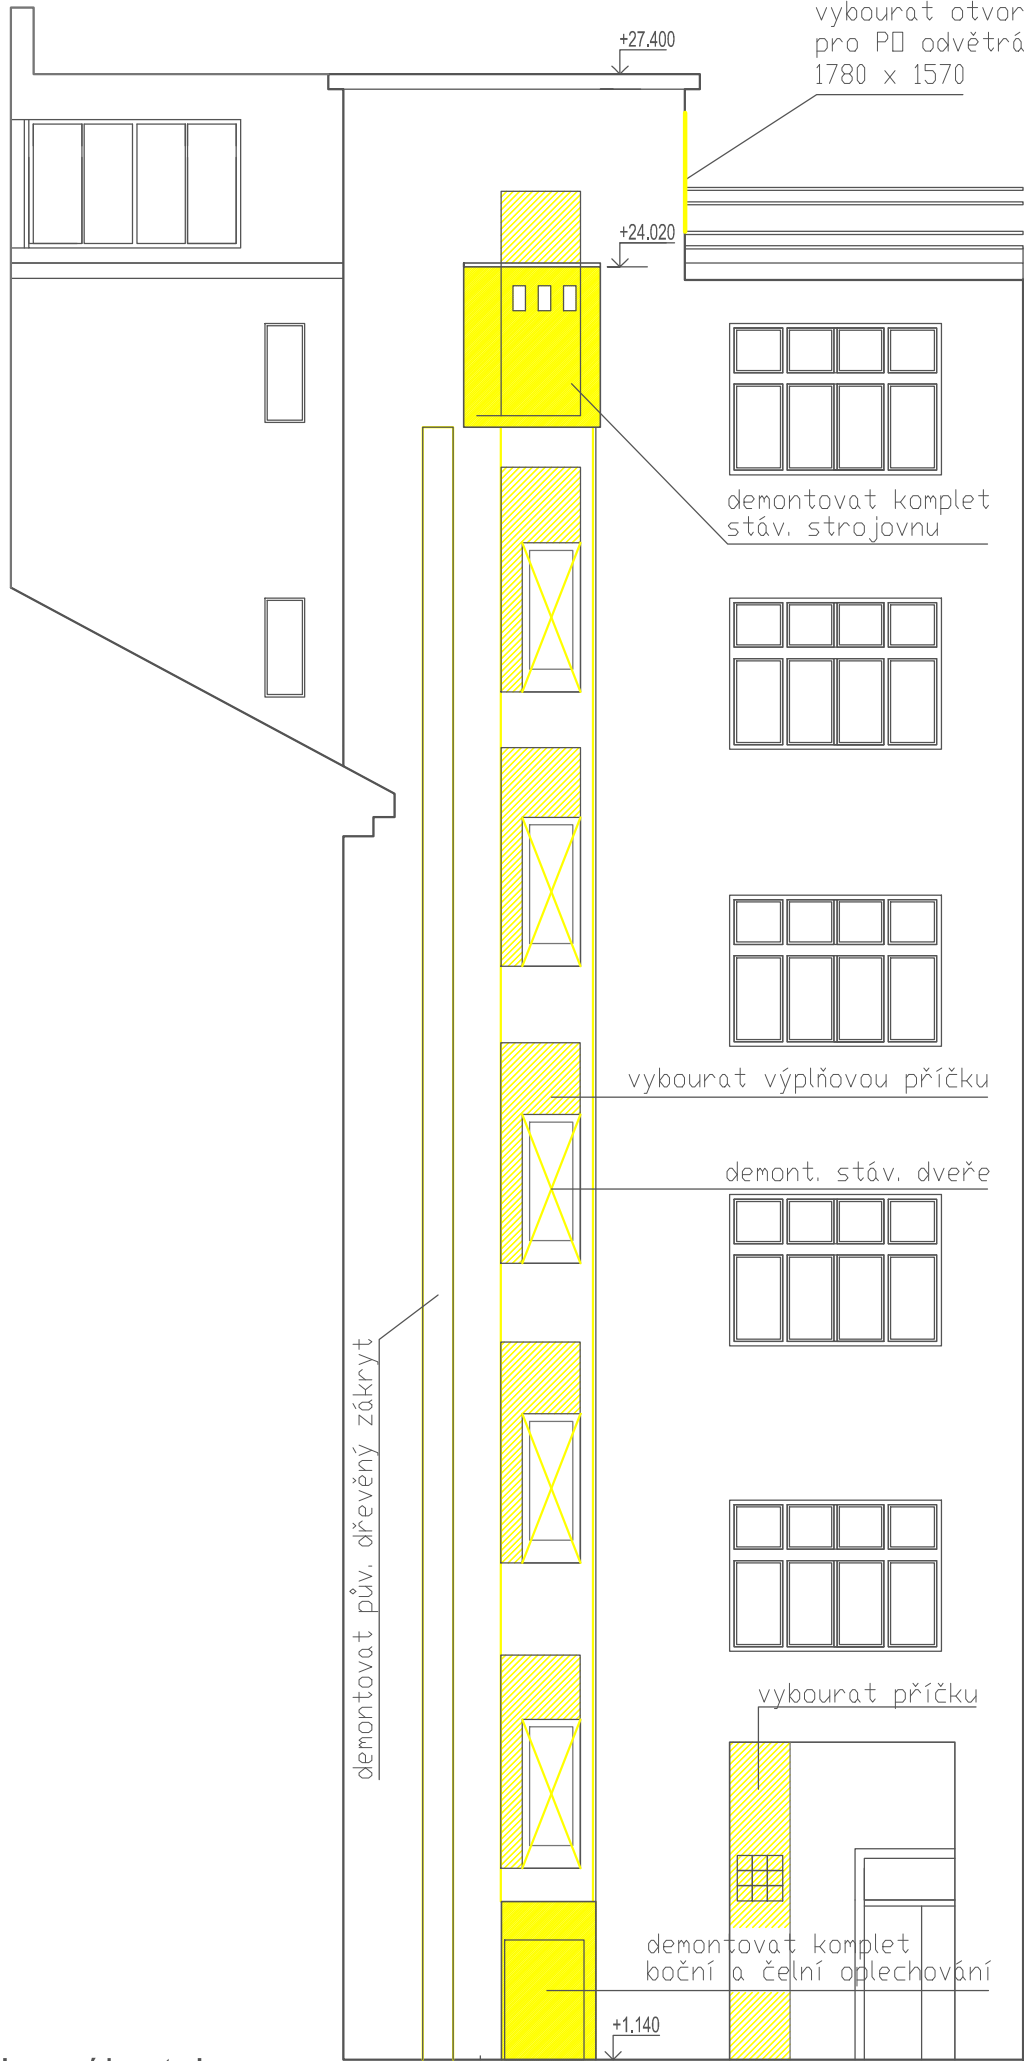 vybourat otvor
pro PO odvětrá
1780 x 1570
+27.400
+24.020
demontovat komplet
stáv. strojovnu
vybourat výplňovou příčku
demont. stáv. dveře
demontovat pův. dřevěný zákryt
vybourat příčku
demontovat komplet
boční a čelní oplechování
+1.140